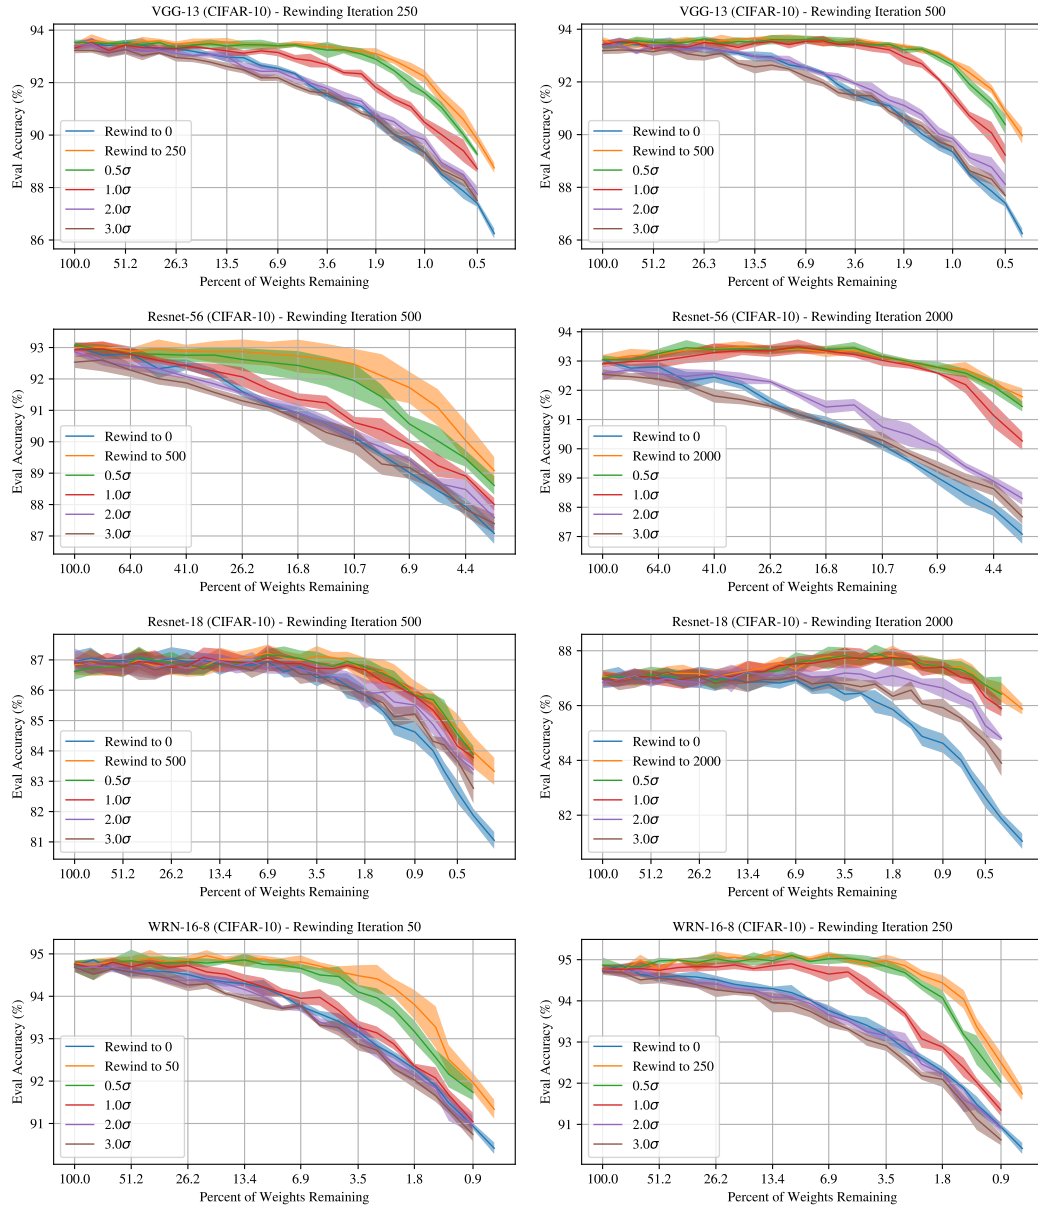 VGG-13 (CIFAR-10) - Rewinding Iteration 250
94
92
90
88
86
Eval Accuracy (%)
Rewind to 0
Rewind to 250
0.5σ
1.0σ
2.0σ
3.0σ
100.0 51.2 26.3 13.5 6.9 3.6 1.9 1.0 0.5
Percent of Weights Remaining
VGG-13 (CIFAR-10) - Rewinding Iteration 500
94
92
90
88
86
Eval Accuracy (%)
Rewind to 0
Rewind to 500
0.5σ
1.0σ
2.0σ
3.0σ
100.0 51.2 26.3 13.5 6.9 3.6 1.9 1.0 0.5
Percent of Weights Remaining
Resnet-56 (CIFAR-10) - Rewinding Iteration 500
93
92
91
90
89
88
87
Eval Accuracy (%)
Rewind to 0
Rewind to 500
0.5σ
1.0σ
2.0σ
3.0σ
100.0 64.0 41.0 26.2 16.8 10.7 6.9 4.4
Percent of Weights Remaining
Resnet-56 (CIFAR-10) - Rewinding Iteration 2000
94
93
92
91
90
89
88
87
Eval Accuracy (%)
Rewind to 0
Rewind to 2000
0.5σ
1.0σ
2.0σ
3.0σ
100.0 64.0 41.0 26.2 16.8 10.7 6.9 4.4
Percent of Weights Remaining
Resnet-18 (CIFAR-10) - Rewinding Iteration 500
87
86
85
84
83
82
81
Eval Accuracy (%)
Rewind to 0
Rewind to 500
0.5σ
1.0σ
2.0σ
3.0σ
100.0 51.2 26.2 13.4 6.9 3.5 1.8 0.9 0.5
Percent of Weights Remaining
Resnet-18 (CIFAR-10) - Rewinding Iteration 2000
88
86
84
82
Eval Accuracy (%)
Rewind to 0
Rewind to 2000
0.5σ
1.0σ
2.0σ
3.0σ
100.0 51.2 26.2 13.4 6.9 3.5 1.8 0.9 0.5
Percent of Weights Remaining
WRN-16-8 (CIFAR-10) - Rewinding Iteration 50
95
94
93
92
91
Eval Accuracy (%)
Rewind to 0
Rewind to 50
0.5σ
1.0σ
2.0σ
3.0σ
100.0 51.2 26.2 13.4 6.9 3.5 1.8 0.9
Percent of Weights Remaining
WRN-16-8 (CIFAR-10) - Rewinding Iteration 250
95
94
93
92
91
Eval Accuracy (%)
Rewind to 0
Rewind to 250
0.5σ
1.0σ
2.0σ
3.0σ
100.0 51.2 26.2 13.4 6.9 3.5 1.8 0.9
Percent of Weights Remaining